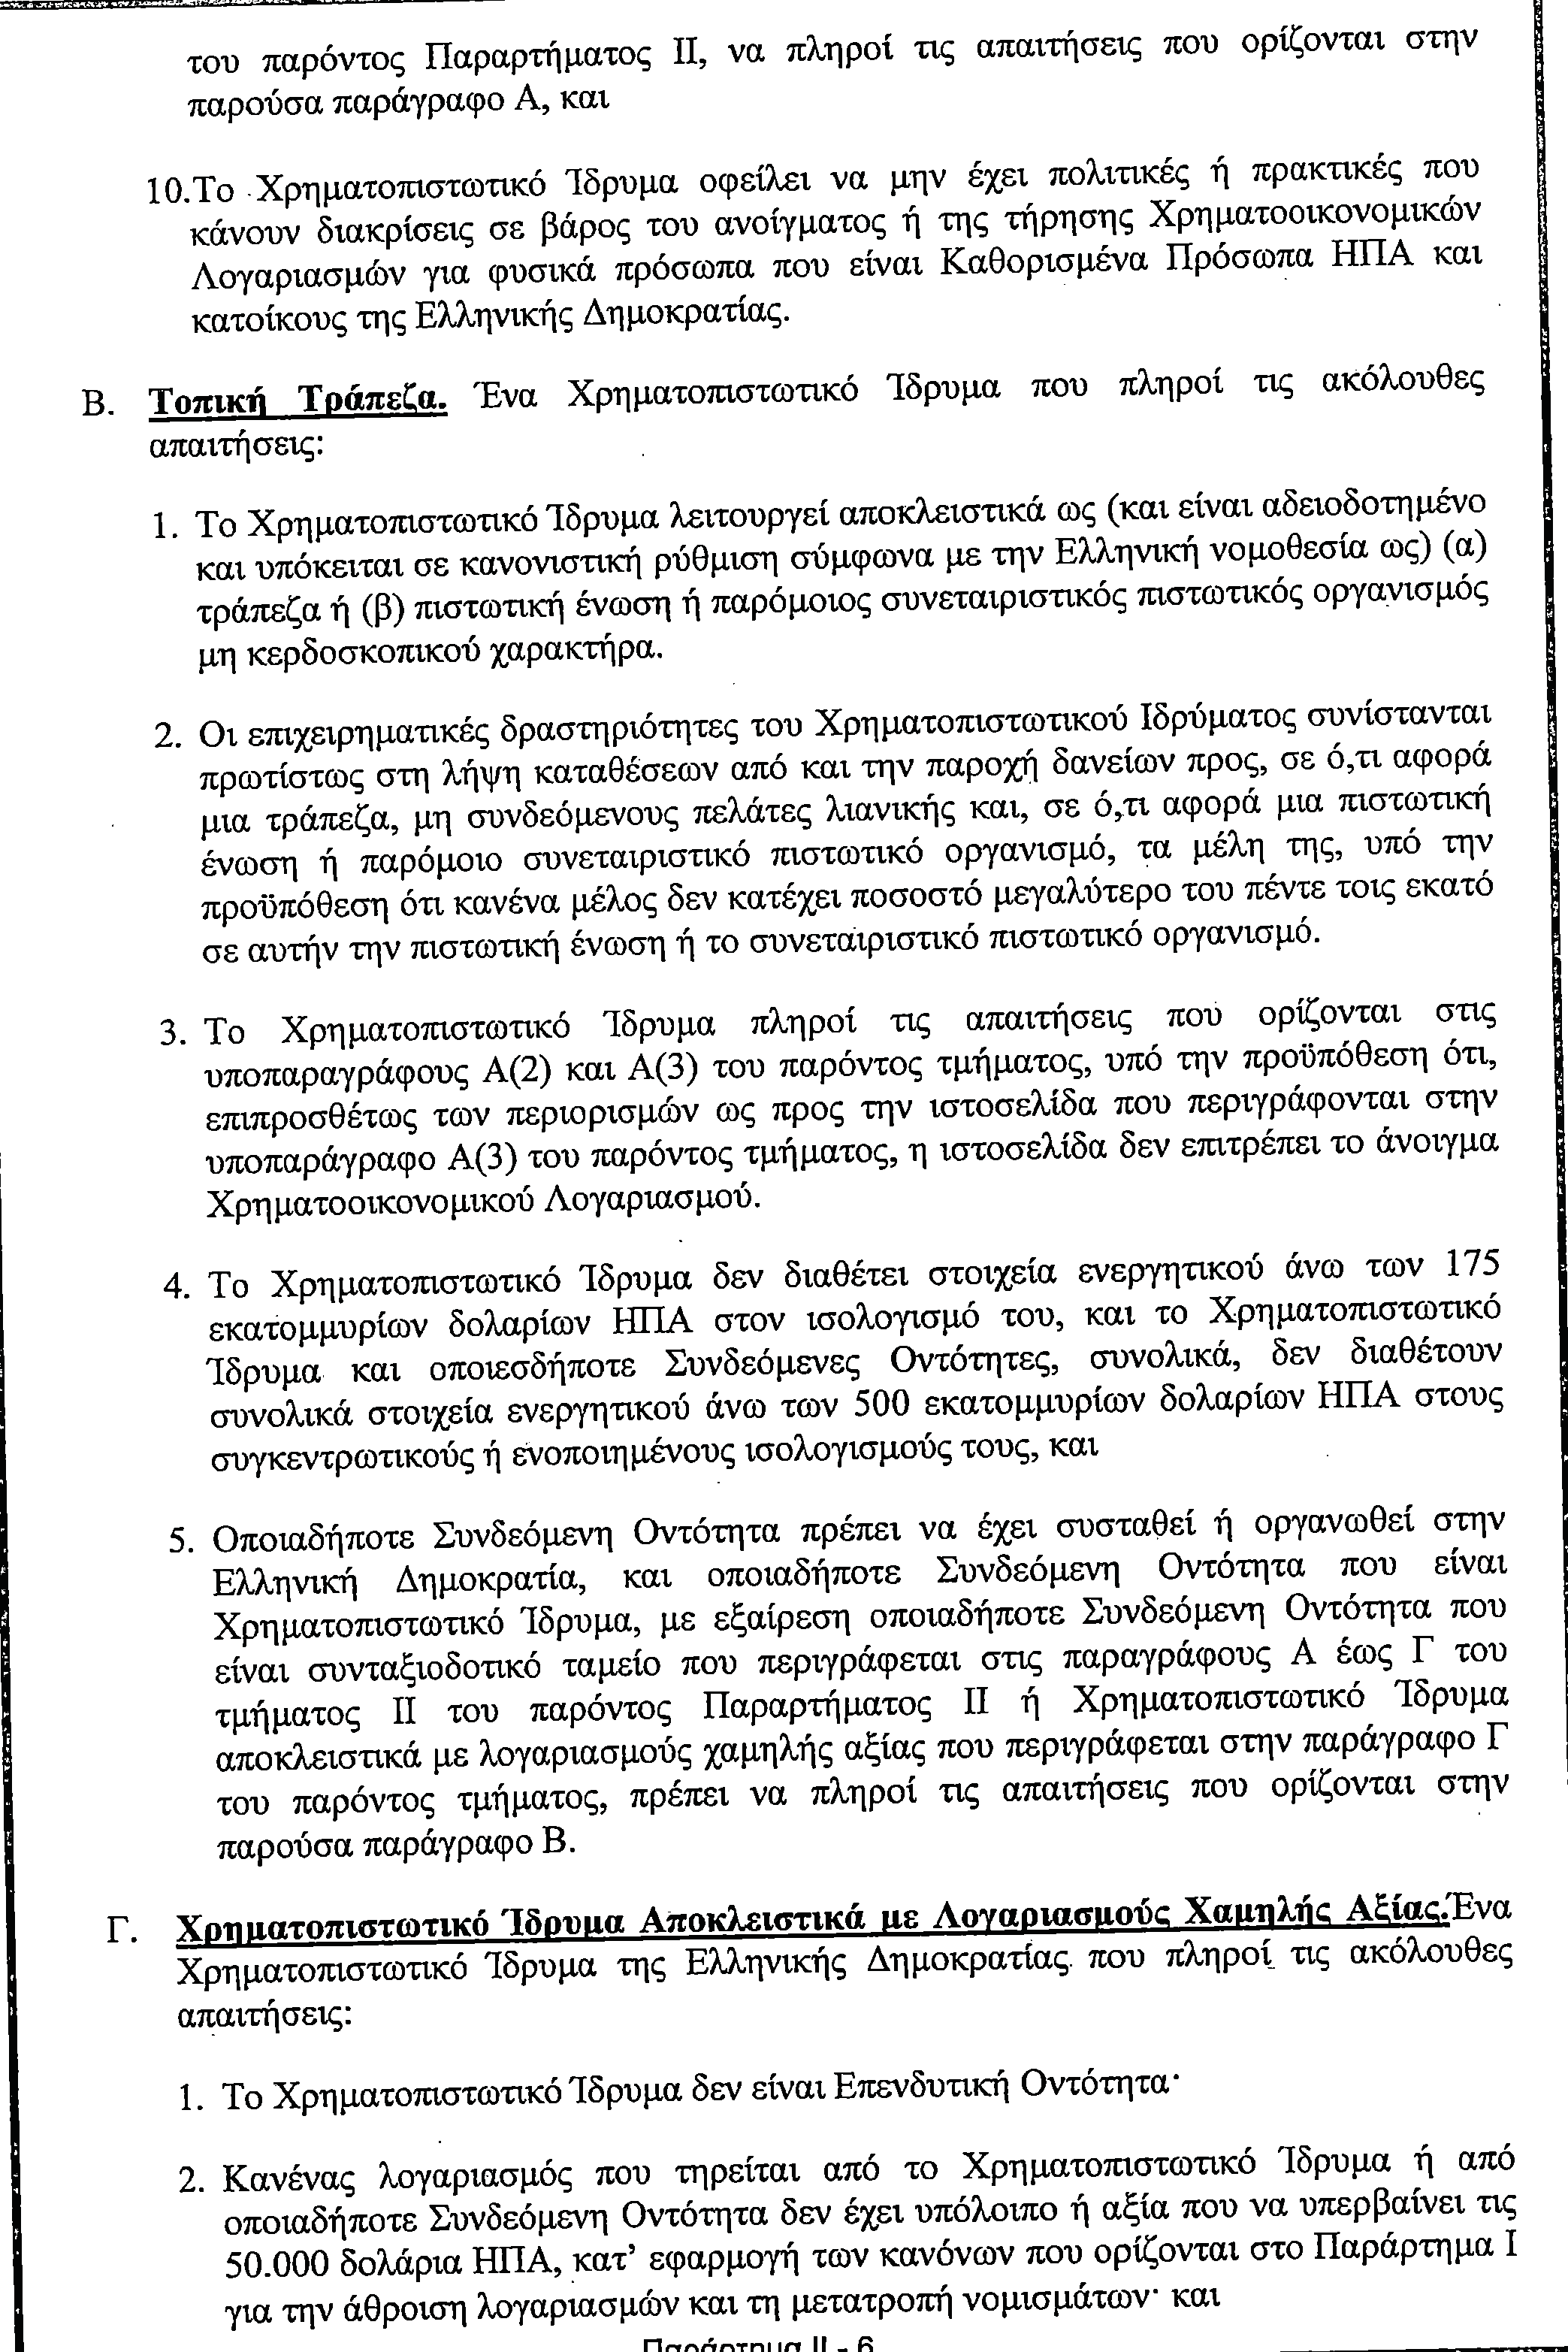 του παρόντος Παραρτήματος ΙΙ, να πληροί τις απαιτήσεις που ορίζονται στην
παρούσα παράγραφο Α, και
10.Το Χρηματοπιστωτικό Ίδρυμα οφείλει να μην έχει πολιτικές ή πρακτικές που
κάνουν διακρίσεις σε βάρος του ανοίγματος ή της τήρησης Χρηματοοικονομικών
Λογαριασμών για φυσικά πρόσωπα που είναι Καθορισμένα Πρόσωπα ΗΠΑ και
κατοίκους της Ελληνικής Δημοκρατίας.
Β. Τοπική Τράπεζα. Ένα Χρηματοπιστωτικό Ίδρυμα που πληροί τις ακόλουθες
απαιτήσεις:
1. Το Χρηματοπιστωτικό Ίδρυμα λειτουργεί αποκλειστικά ως (και είναι αδειοδοτημένο
και υπόκειται σε κανονιστική ρύθμιση σύμφωνα με την Ελληνική νομοθεσία ως) (α)
τράπεζα ή (β) πιστωτική ένωση ή παρόμοιος συνεταιριστικός πιστωτικός οργανισμός
μη κερδοσκοπικού χαρακτήρα.
2. Οι επιχειρηματικές δραστηριότητες του Χρηματοπιστωτικού Ιδρύματος συνίστανται
πρωτίστως στη λήψη καταθέσεων από και την παροχή δανείων προς, σε ό,τι αφορά
μια τράπεζα, μη συνδεόμενους πελάτες λιανικής και, σε ό,τι αφορά μια πιστωτική
ένωση ή παρόμοιο συνεταιριστικό πιστωτικό οργανισμό, τα μέλη της, υπό την
προϋπόθεση ότι κανένα μέλος δεν κατέχει ποσοστό μεγαλύτερο του πέντε τοις εκατό
σε αυτήν την πιστωτική ένωση ή το συνεταιριστικό πιστωτικό οργανισμό.
3. Το Χρηματοπιστωτικό Ίδρυμα πληροί τις απαιτήσεις που ορίζονται στις
υποπαραγράφους Α(2) και Α(3) του παρόντος τμήματος, υπό την προϋπόθεση ότι,
επιπροσθέτως των περιορισμών ως προς την ιστοσελίδα που περιγράφονται στην
υποπαράγραφο Α(3) του παρόντος τμήματος, η ιστοσελίδα δεν επιτρέπει το άνοιγμα
Χρηματοοικονομικού Λογαριασμού.
4. Το Χρηματοπιστωτικό Ίδρυμα δεν διαθέτει στοιχεία ενεργητικού άνω των 175
εκατομμυρίων δολαρίων ΗΠΑ στον ισολογισμό του, και το Χρηματοπιστωτικό
Ίδρυμα και οποιεσδήποτε Συνδεόμενες Οντότητες, συνολικά, δεν διαθέτουν
συνολικά στοιχεία ενεργητικού άνω των 500 εκατομμυρίων δολαρίων ΗΠΑ στους
συγκεντρωτικούς ή ενοποιημένους ισολογισμούς τους, και
5. Οποιαδήποτε Συνδεόμενη Οντότητα πρέπει να έχει συσταθεί ή οργανωθεί στην
Ελληνική Δημοκρατία, και οποιαδήποτε Συνδεόμενη Οντότητα που είναι
Χρηματοπιστωτικό Ίδρυμα, με εξαίρεση οποιαδήποτε Συνδεόμενη Οντότητα που
είναι συνταξιοδοτικό ταμείο που περιγράφεται στις παραγράφους Α έως Γ του
τμήματος ΙΙ του παρόντος Παραρτήματος ΙΙ ή Χρηματοπιστωτικό Ίδρυμα
αποκλειστικά με λογαριασμούς χαμηλής αξίας που περιγράφεται στην παράγραφο Γ
του παρόντος τμήματος, πρέπει να πληροί τις απαιτήσεις που ορίζονται στην
παρούσα παράγραφο Β.
Γ. Χρηματοπιστωτικό Ίδρυμα Αποκλειστικά με Λογαριασμούς Χαμηλής Αξίας.Ένα
Χρηματοπιστωτικό Ίδρυμα της Ελληνικής Δημοκρατίας που πληροί τις ακόλουθες
απαιτήσεις:
1. Το Χρηματοπιστωτικό Ίδρυμα δεν είναι Επενδυτική Οντότητα·
2. Κανένας λογαριασμός που τηρείται από το Χρηματοπιστωτικό Ίδρυμα ή από
οποιαδήποτε Συνδεόμενη Οντότητα δεν έχει υπόλοιπο ή αξία που να υπερβαίνει τις
50.000 δολάρια ΗΠΑ, κατ' εφαρμογή των κανόνων που ορίζονται στο Παράρτημα Ι
για την άθροιση λογαριασμών και τη μετατροπή νομισμάτων· και
Παράρτημα ΙΙ - 6